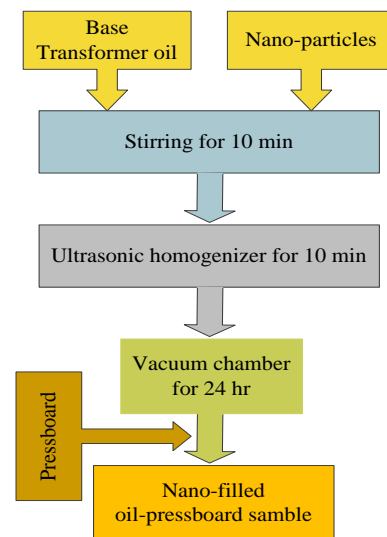 Base
Transformer oil
Nano-particles
Stirring for 10 min
Ultrasonic homogenizer for 10 min
Vacuum chamber
for 24 hr
Pressboard
Nano-filled
oil-pressboard samble